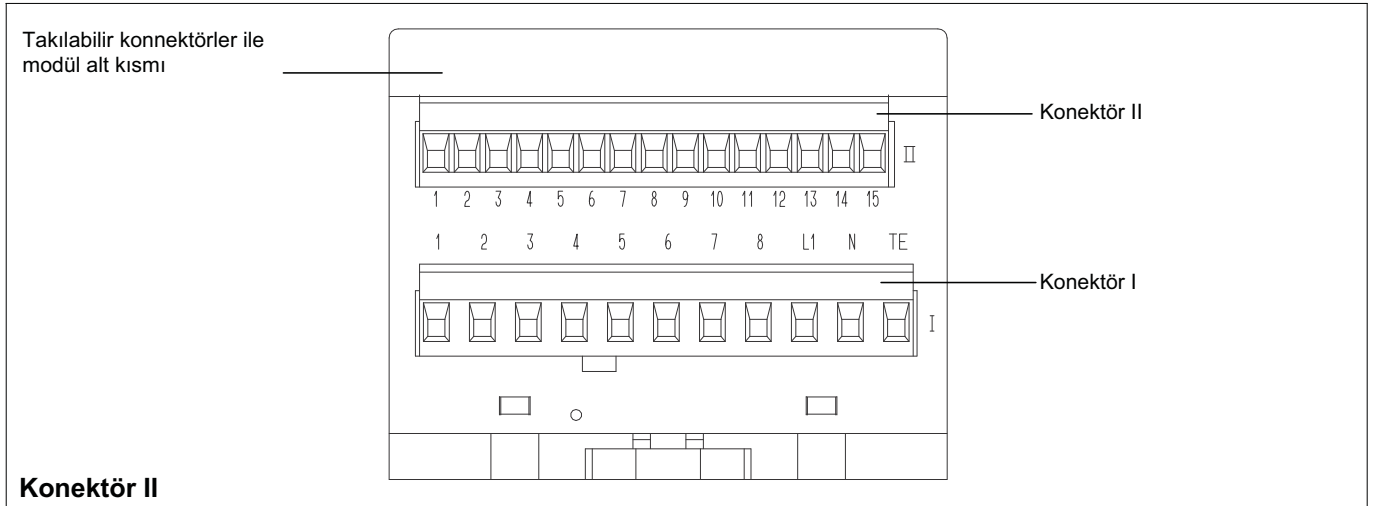 Takılabilir konnektörler ile
modül alt kısmı
Konektör II
II
1 2 3 4 5 6 7 8 9 10 11 12 13 14 15
1 2 3 4 5 6 7 8 L1 N TE
Konektör I
I
Konektör II